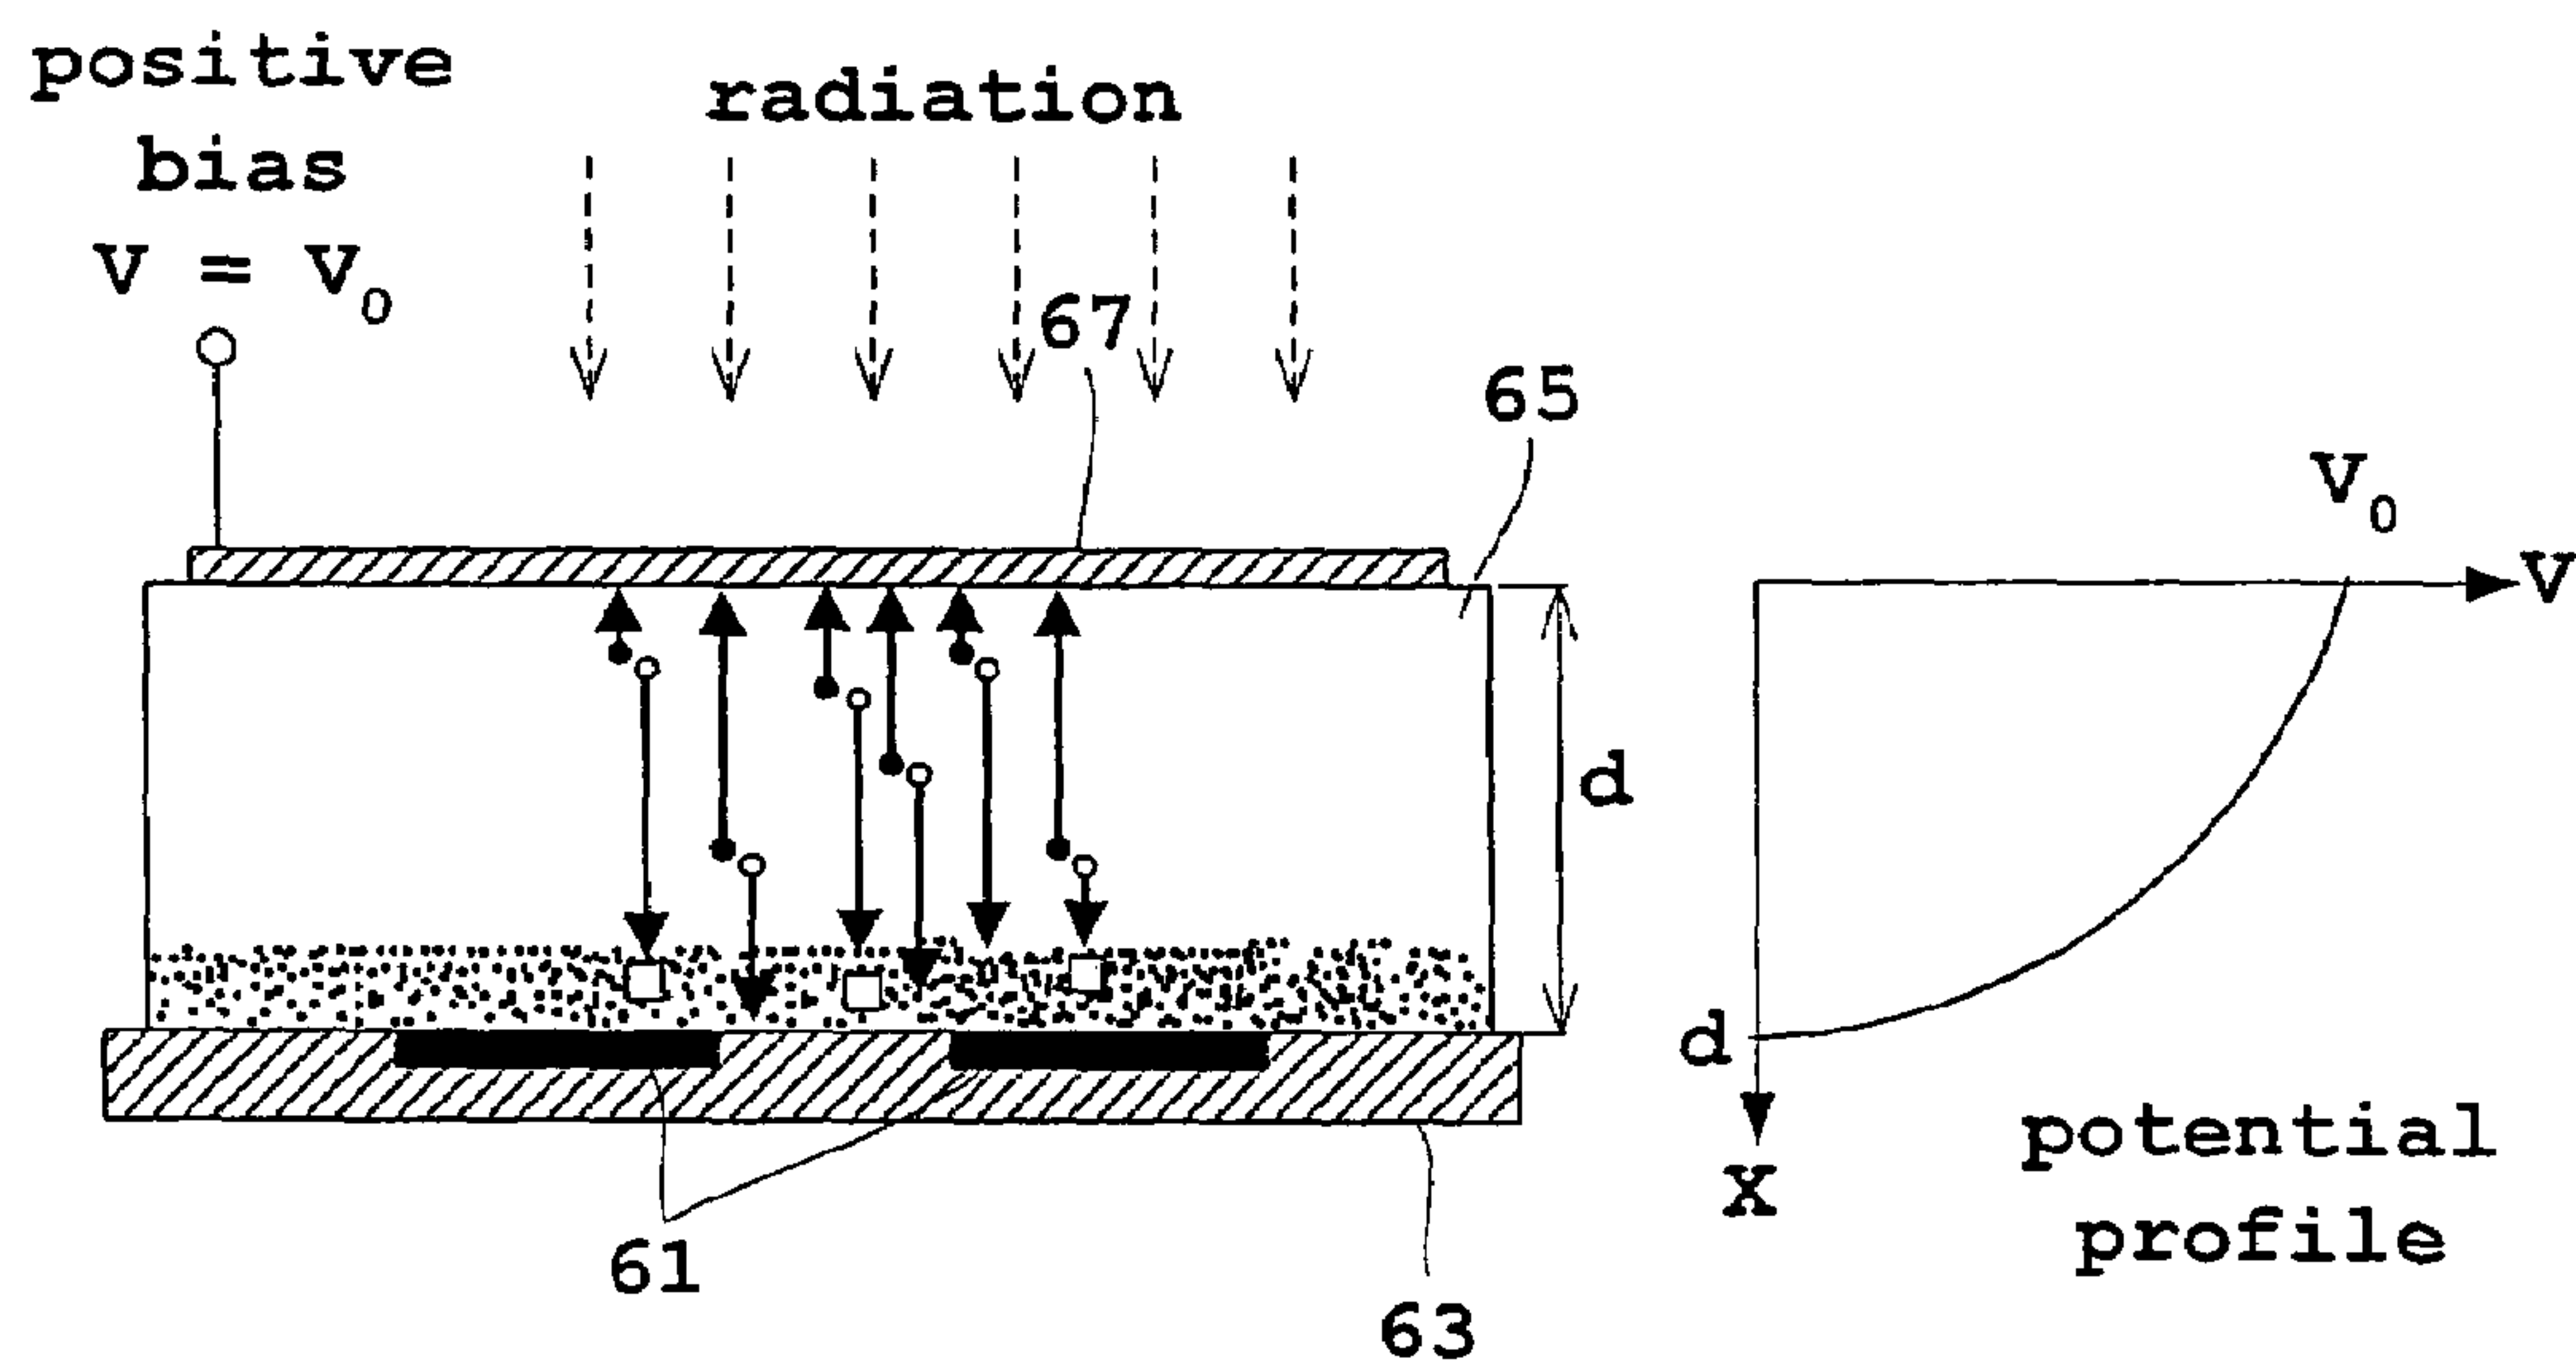 positive
bias
V = V0
radiation
67
65
V0
V
d
d
X
potential
profile
61
63